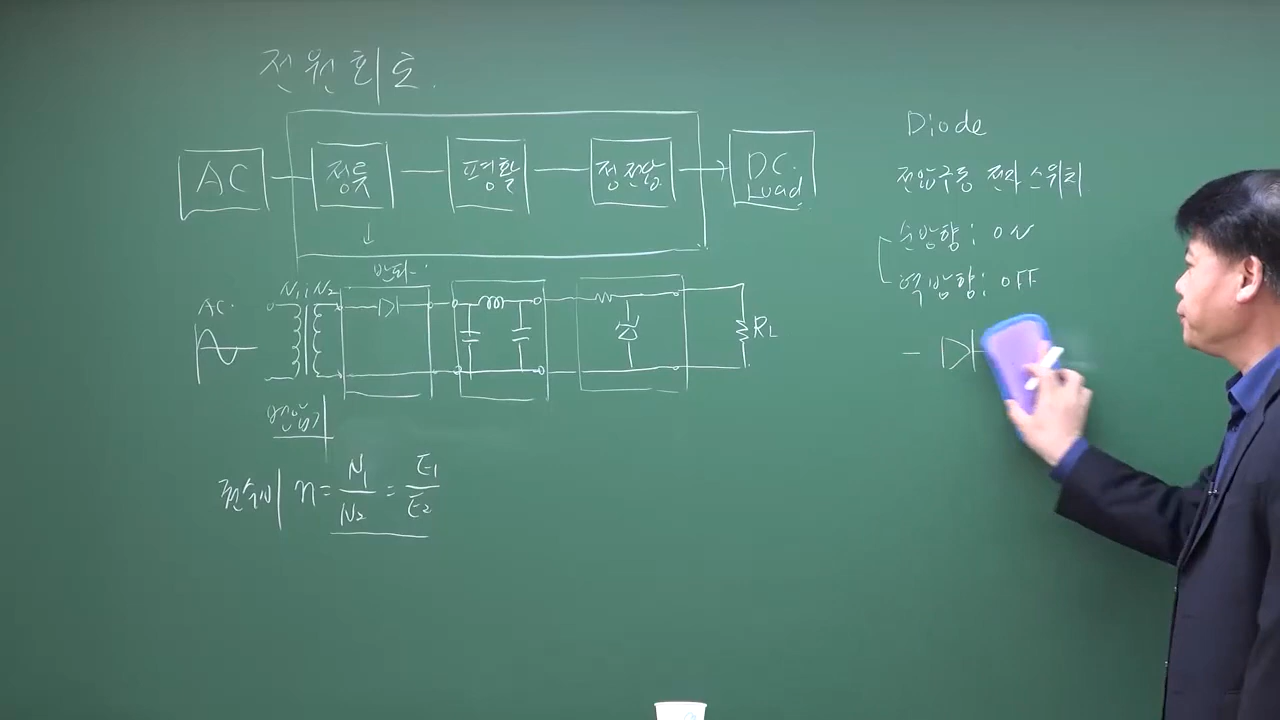 전원회로.
AC
정류
평활
정전압
DC.
Load
↓
반파
AC.
N₁ N₂
RL
변압기
권수비 n = N₁/N₂ = E₁/E₂
Diode
전압구동 전자 스위치
순방향 : ON
역방향 : OFF